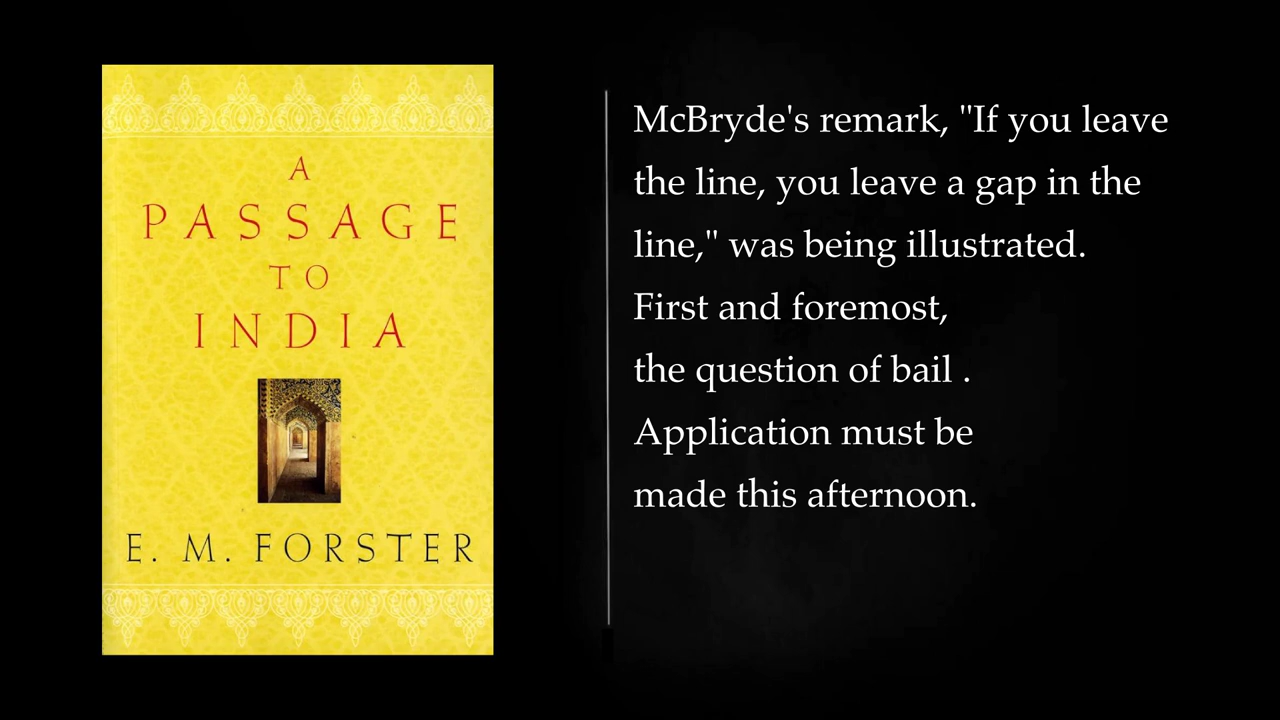 A
PASSAGE
TO
INDIA
E. M. FORSTER
McBryde's remark, "If you leave
the line, you leave a gap in the
line," was being illustrated.
First and foremost,
the question of bail .
Application must be
made this afternoon.